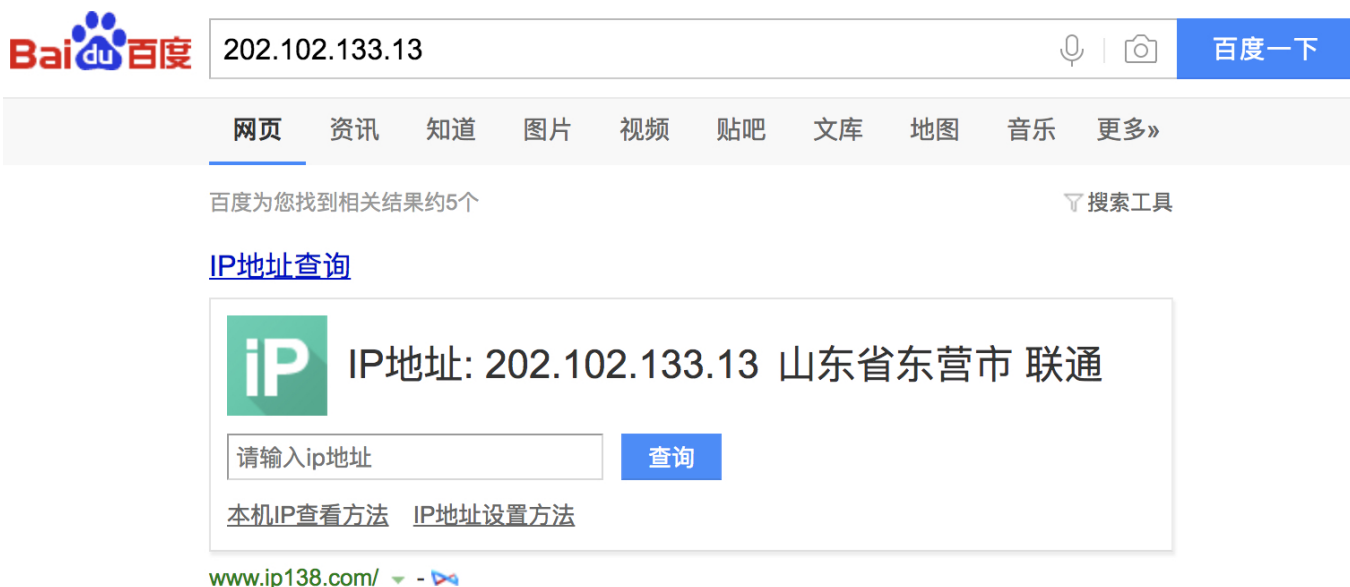 Bai du 百度 202.102.133.13 百度一下
网页 资讯 知道 图片 视频 贴吧 文库 地图 音乐 更多»
百度为您找到相关结果约5个 搜索工具
IP地址查询
iP IP地址: 202.102.133.13 山东省东营市 联通
请输入ip地址 查询
本机IP查看方法 IP地址设置方法
www.ip138.com/ -